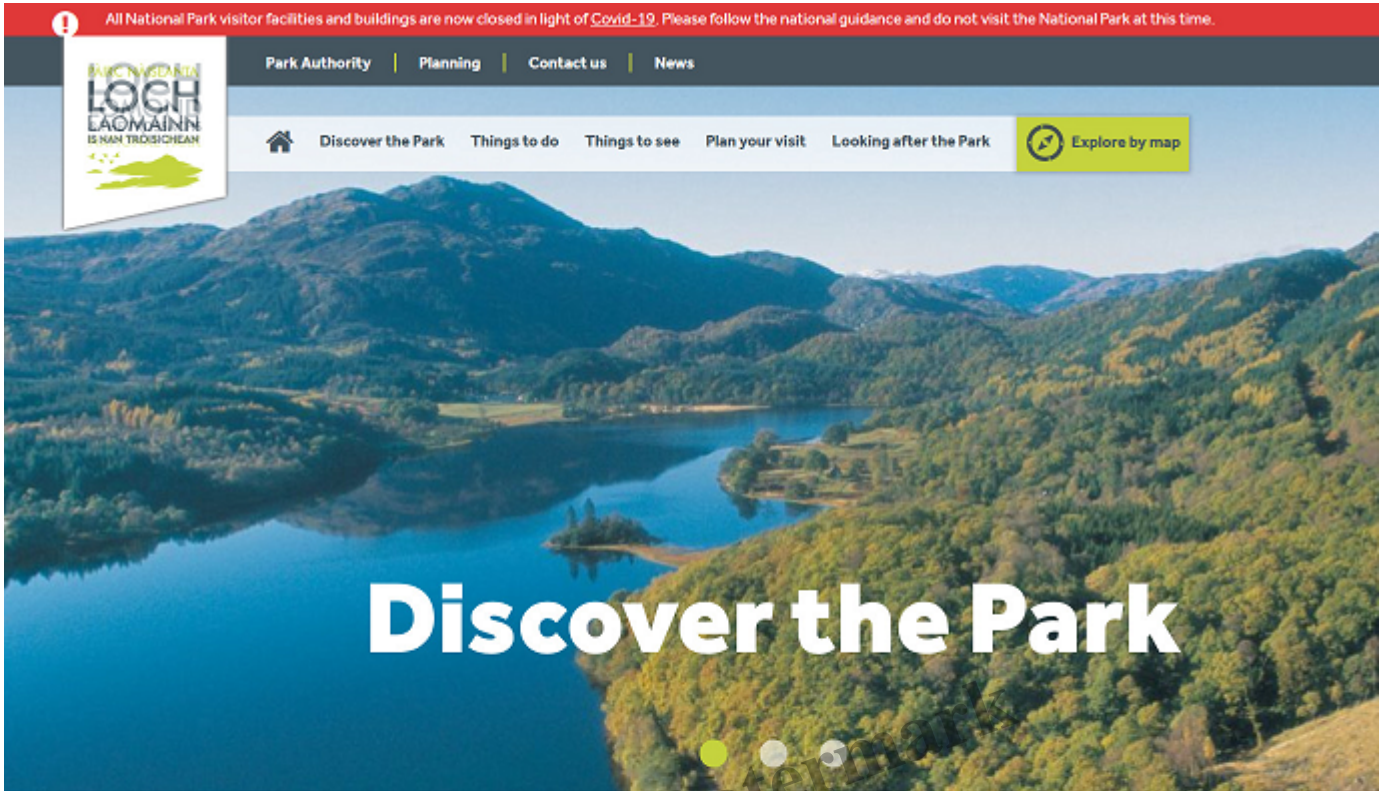 All National Park visitor facilities and buildings are now closed in light of Covid-19. Please follow the national guidance and do not visit the National Park at this time.
Park Authority | Planning | Contact us | News
LOCH
LAOMAINN
IS NAN TRÒISICHEAN
Discover the Park Things to do Things to see Plan your visit Looking after the Park Explore by map
Discover the Park